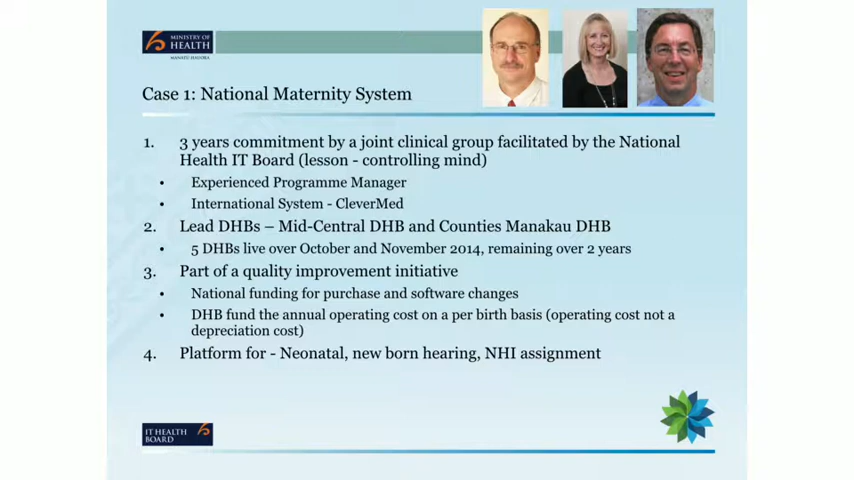 MINISTRY OF
HEALTH
MANATŪ HAUORA
Case 1: National Maternity System
1. 3 years commitment by a joint clinical group facilitated by the National
Health IT Board (lesson - controlling mind)
• Experienced Programme Manager
• International System - CleverMed
2. Lead DHBs – Mid-Central DHB and Counties Manakau DHB
• 5 DHBs live over October and November 2014, remaining over 2 years
3. Part of a quality improvement initiative
• National funding for purchase and software changes
• DHB fund the annual operating cost on a per birth basis (operating cost not a
depreciation cost)
4. Platform for - Neonatal, new born hearing, NHI assignment
IT HEALTH
BOARD